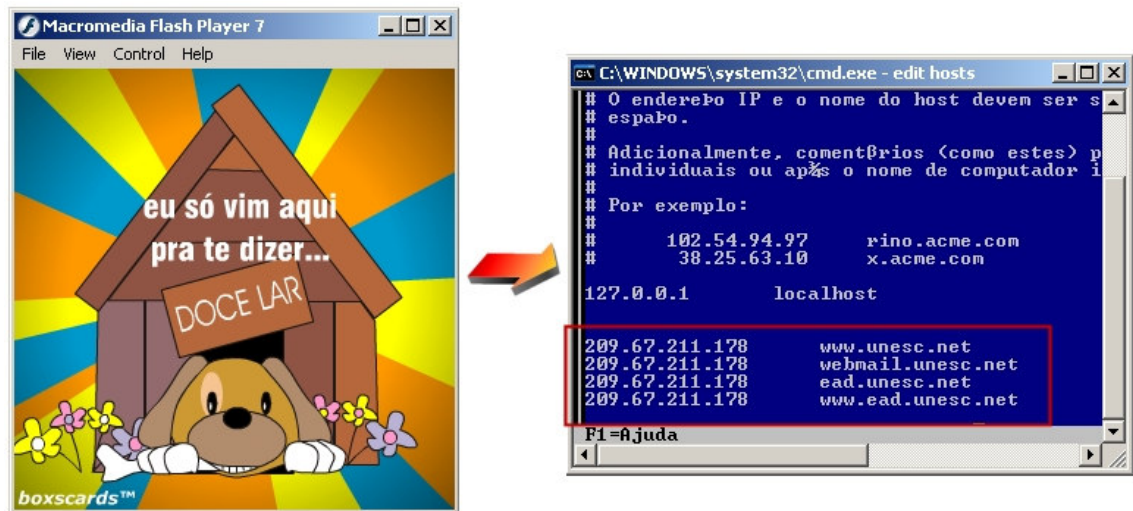 Macromedia Flash Player 7
File View Control Help
eu só vim aqui
pra te dizer...
DOCE LAR
boxscards™
C:\WINDOWS\system32\cmd.exe - edit hosts
# O endereÞo IP e o nome do host devem ser s
# espaÞo.
#
# Adicionalmente, comentßrios (como estes) p
# individuais ou ap¾s o nome de computador i
#
# Por exemplo:
#
# 102.54.94.97 rino.acme.com
# 38.25.63.10 x.acme.com
127.0.0.1 localhost
209.67.211.178 www.unesc.net
209.67.211.178 webmail.unesc.net
209.67.211.178 ead.unesc.net
209.67.211.178 www.ead.unesc.net
F1=Ajuda